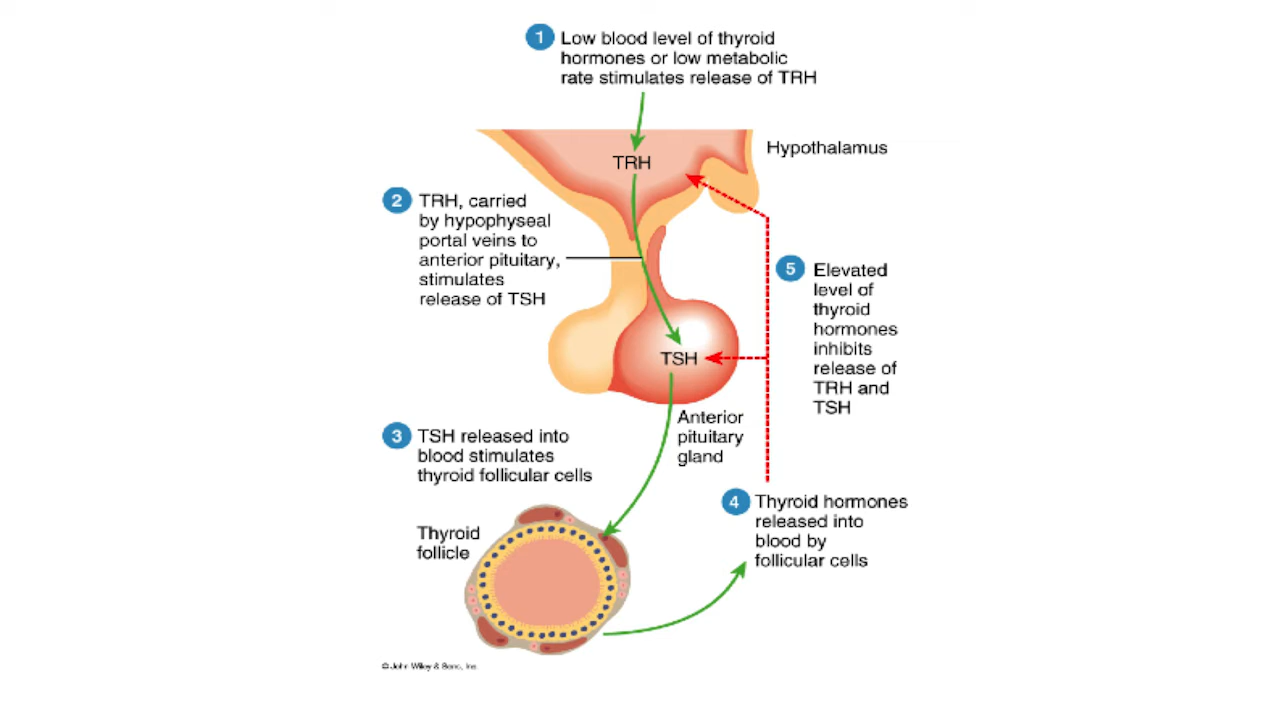 1 Low blood level of thyroid
hormones or low metabolic
rate stimulates release of TRH
Hypothalamus
TRH
2 TRH, carried
by hypophyseal
portal veins to
anterior pituitary,
stimulates
release of TSH
5 Elevated
level of
thyroid
hormones
inhibits
release of
TRH and
TSH
TSH
Anterior
pituitary
gland
3 TSH released into
blood stimulates
thyroid follicular cells
4 Thyroid hormones
released into
blood by
follicular cells
Thyroid
follicle
© John Wiley & Sons, Inc.